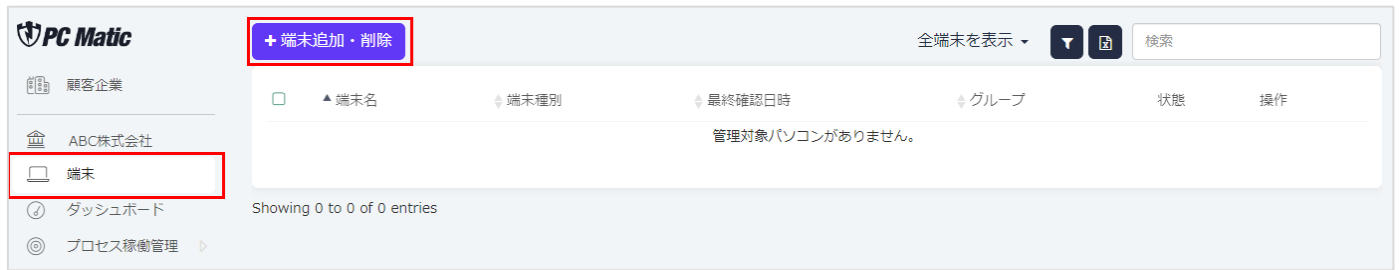 PC Matic
顧客企業
ABC株式会社
端末
ダッシュボード
プロセス稼働管理
+ 端末追加・削除
全端末を表示
検索
端末名 端末種別 最終確認日時 グループ 状態 操作
管理対象パソコンがありません。
Showing 0 to 0 of 0 entries